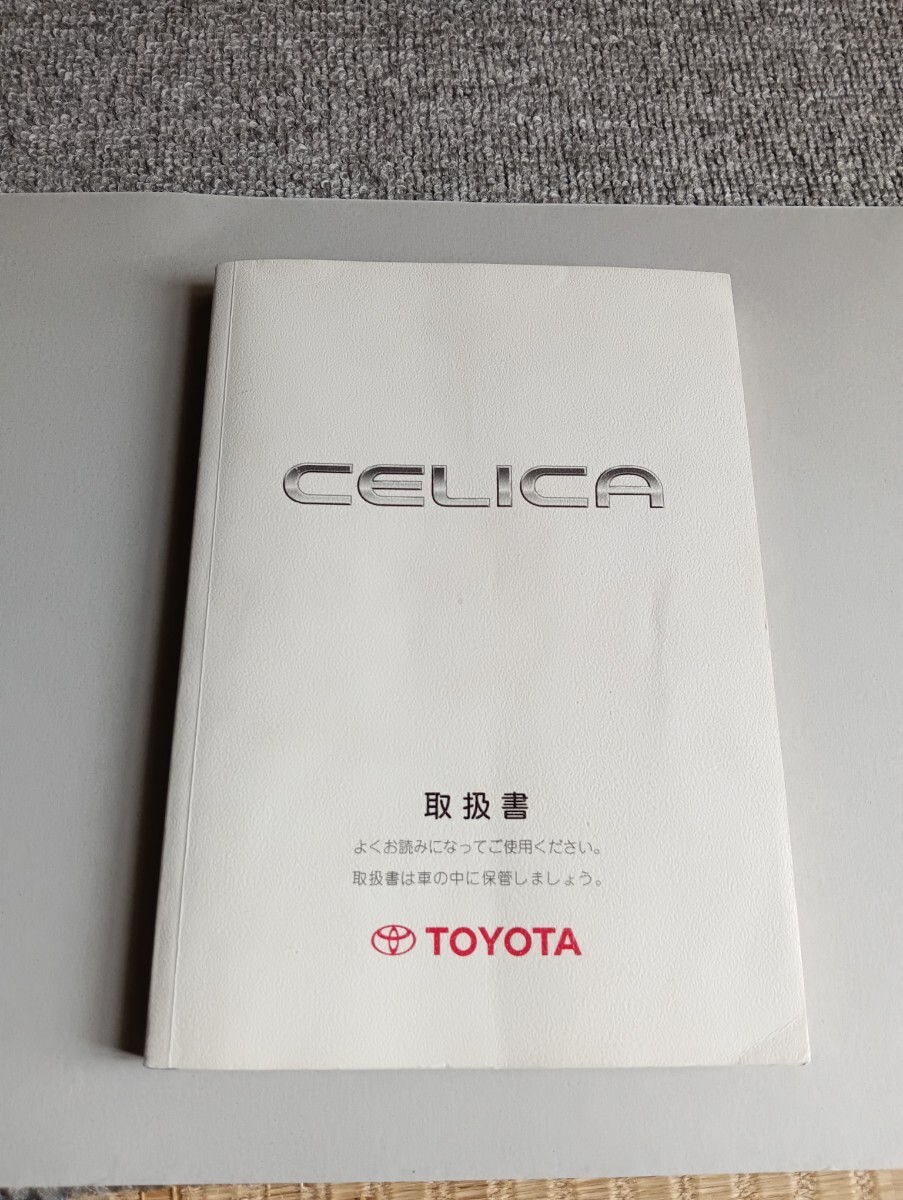 CELICA
取扱書
よくお読みになってご使用ください。
取扱書は車の中に保管しましょう。
TOYOTA